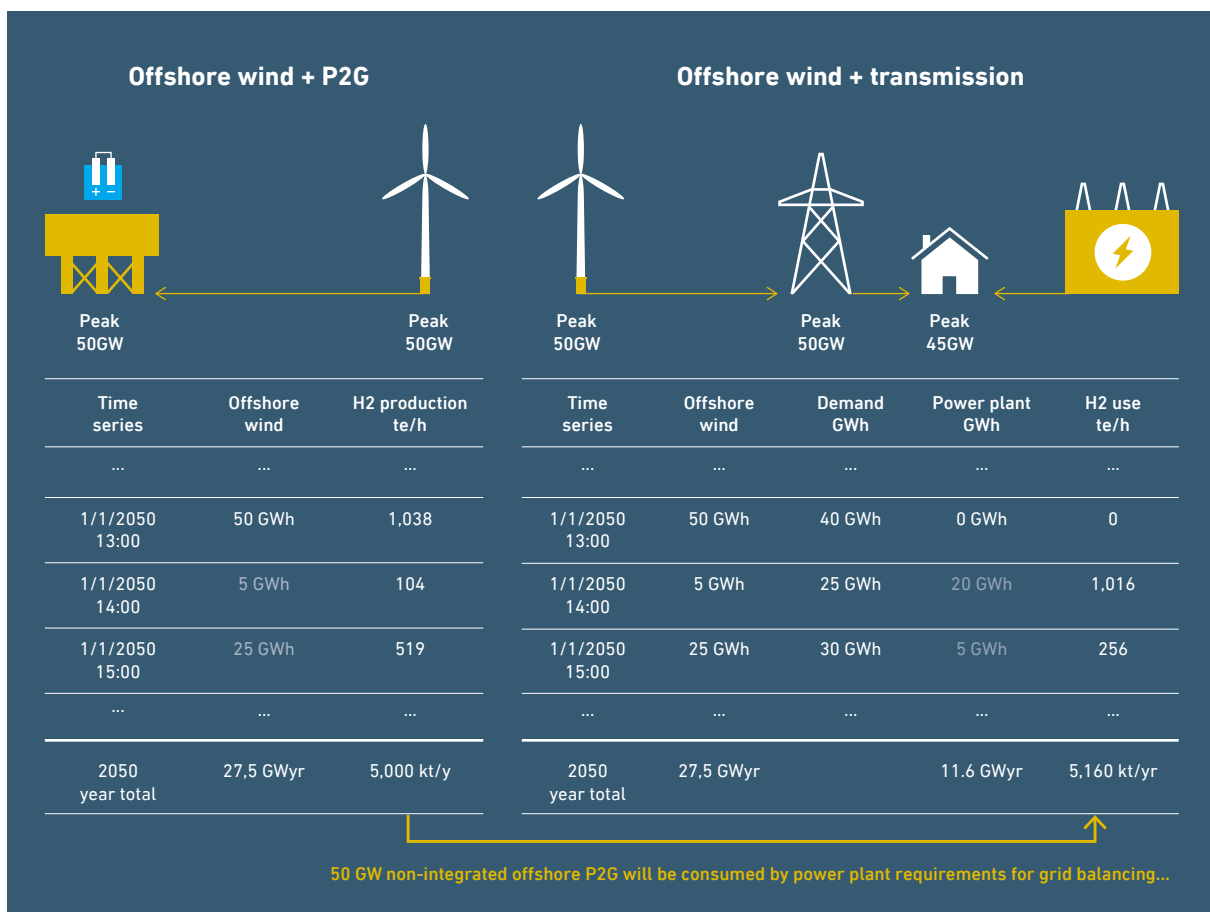 Offshore wind + P2G
Offshore wind + transmission
+ −
Peak
50GW
Peak
50GW
Peak
50GW
Peak
50GW
Peak
45GW
Time
series
Offshore
wind
H2 production
te/h
...
...
...
1/1/2050
13:00
50 GWh
1,038
1/1/2050
14:00
5 GWh
104
1/1/2050
15:00
25 GWh
519
...
...
...
2050
year total
27,5 GWyr
5,000 kt/y
Time
series
Offshore
wind
Demand
GWh
Power plant
GWh
H2 use
te/h
...
...
...
...
...
1/1/2050
13:00
50 GWh
40 GWh
0 GWh
0
1/1/2050
14:00
5 GWh
25 GWh
20 GWh
1,016
1/1/2050
15:00
25 GWh
30 GWh
5 GWh
256
...
...
...
...
...
2050
year total
27,5 GWyr
11.6 GWyr
5,160 kt/yr
50 GW non-integrated offshore P2G will be consumed by power plant requirements for grid balancing...